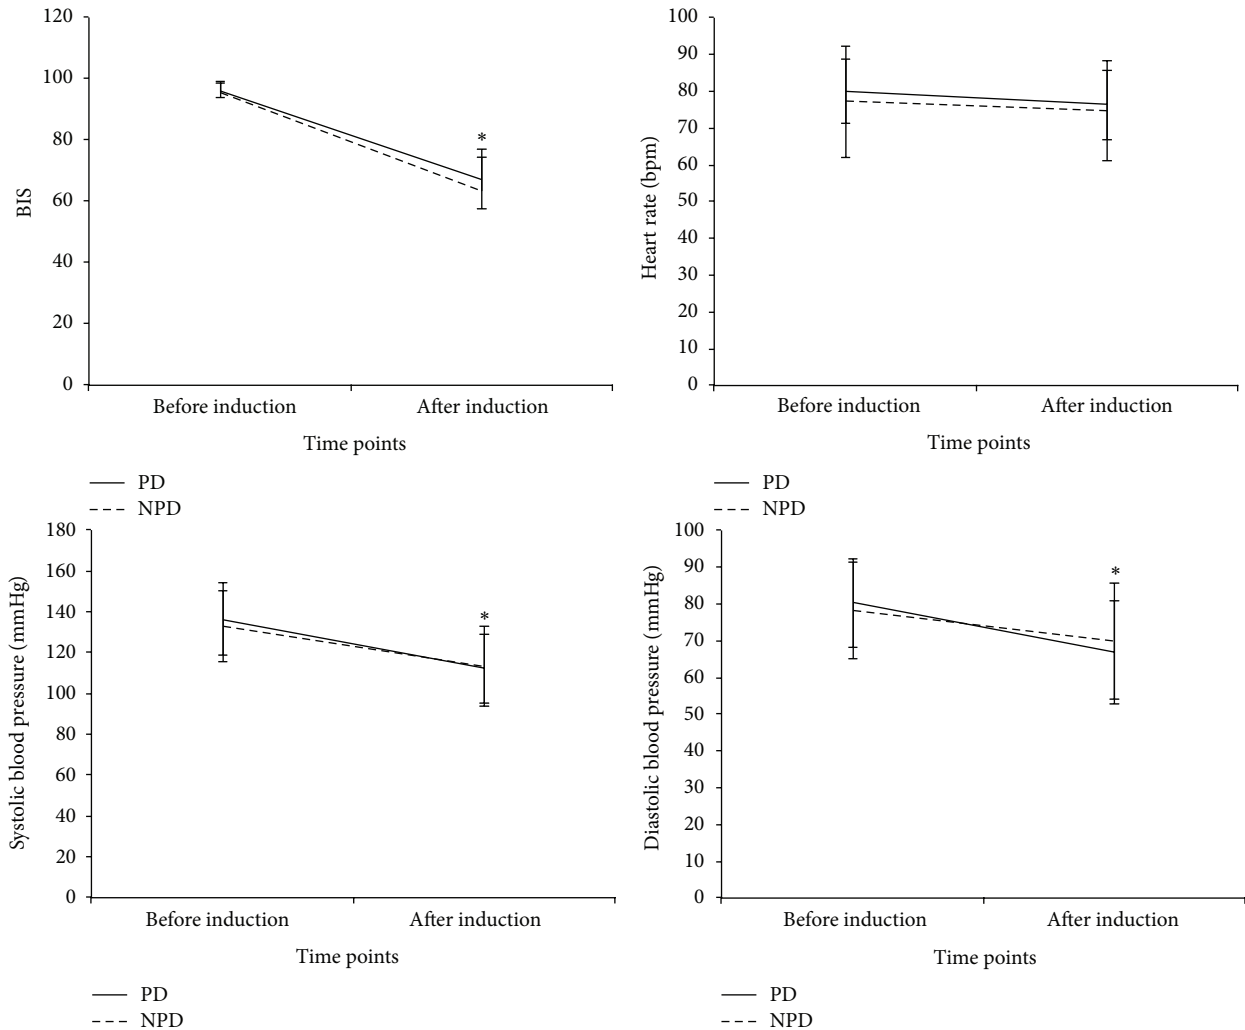 120
100
80
60
40
20
0
BIS
*
Before induction
After induction
Time points
PD
NPD
100
90
80
70
60
50
40
30
20
10
0
Heart rate (bpm)
Before induction
After induction
Time points
PD
NPD
180
160
140
120
100
80
60
40
20
0
Systolic blood pressure (mmHg)
*
Before induction
After induction
Time points
PD
NPD
100
90
80
70
60
50
40
30
20
10
0
Diastolic blood pressure (mmHg)
*
Before induction
After induction
Time points
PD
NPD